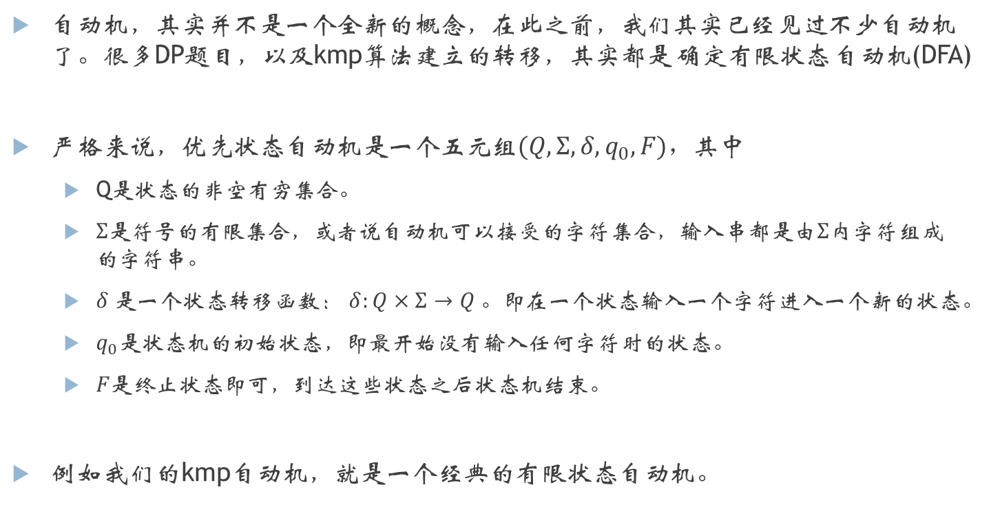 自动机，其实并不是一个全新的概念，在此之前，我们其实已经见过不少自动机
了。很多DP题目，以及kmp算法建立的转移，其实都是确定有限状态自动机(DFA)
严格来说，优先状态自动机是一个五元组(Q, Σ, δ, q₀, F)，其中
Q是状态的非空有穷集合。
Σ是符号的有限集合，或者说自动机可以接受的字符集合，输入串都是由Σ内字符组成
的字符串。
δ 是一个状态转移函数： δ: Q × Σ → Q 。即在一个状态输入一个字符进入一个新的状态。
q₀是状态机的初始状态，即最开始没有输入任何字符时的状态。
F是终止状态即可，到达这些状态之后状态机结束。
例如我们的kmp自动机，就是一个经典的有限状态自动机。